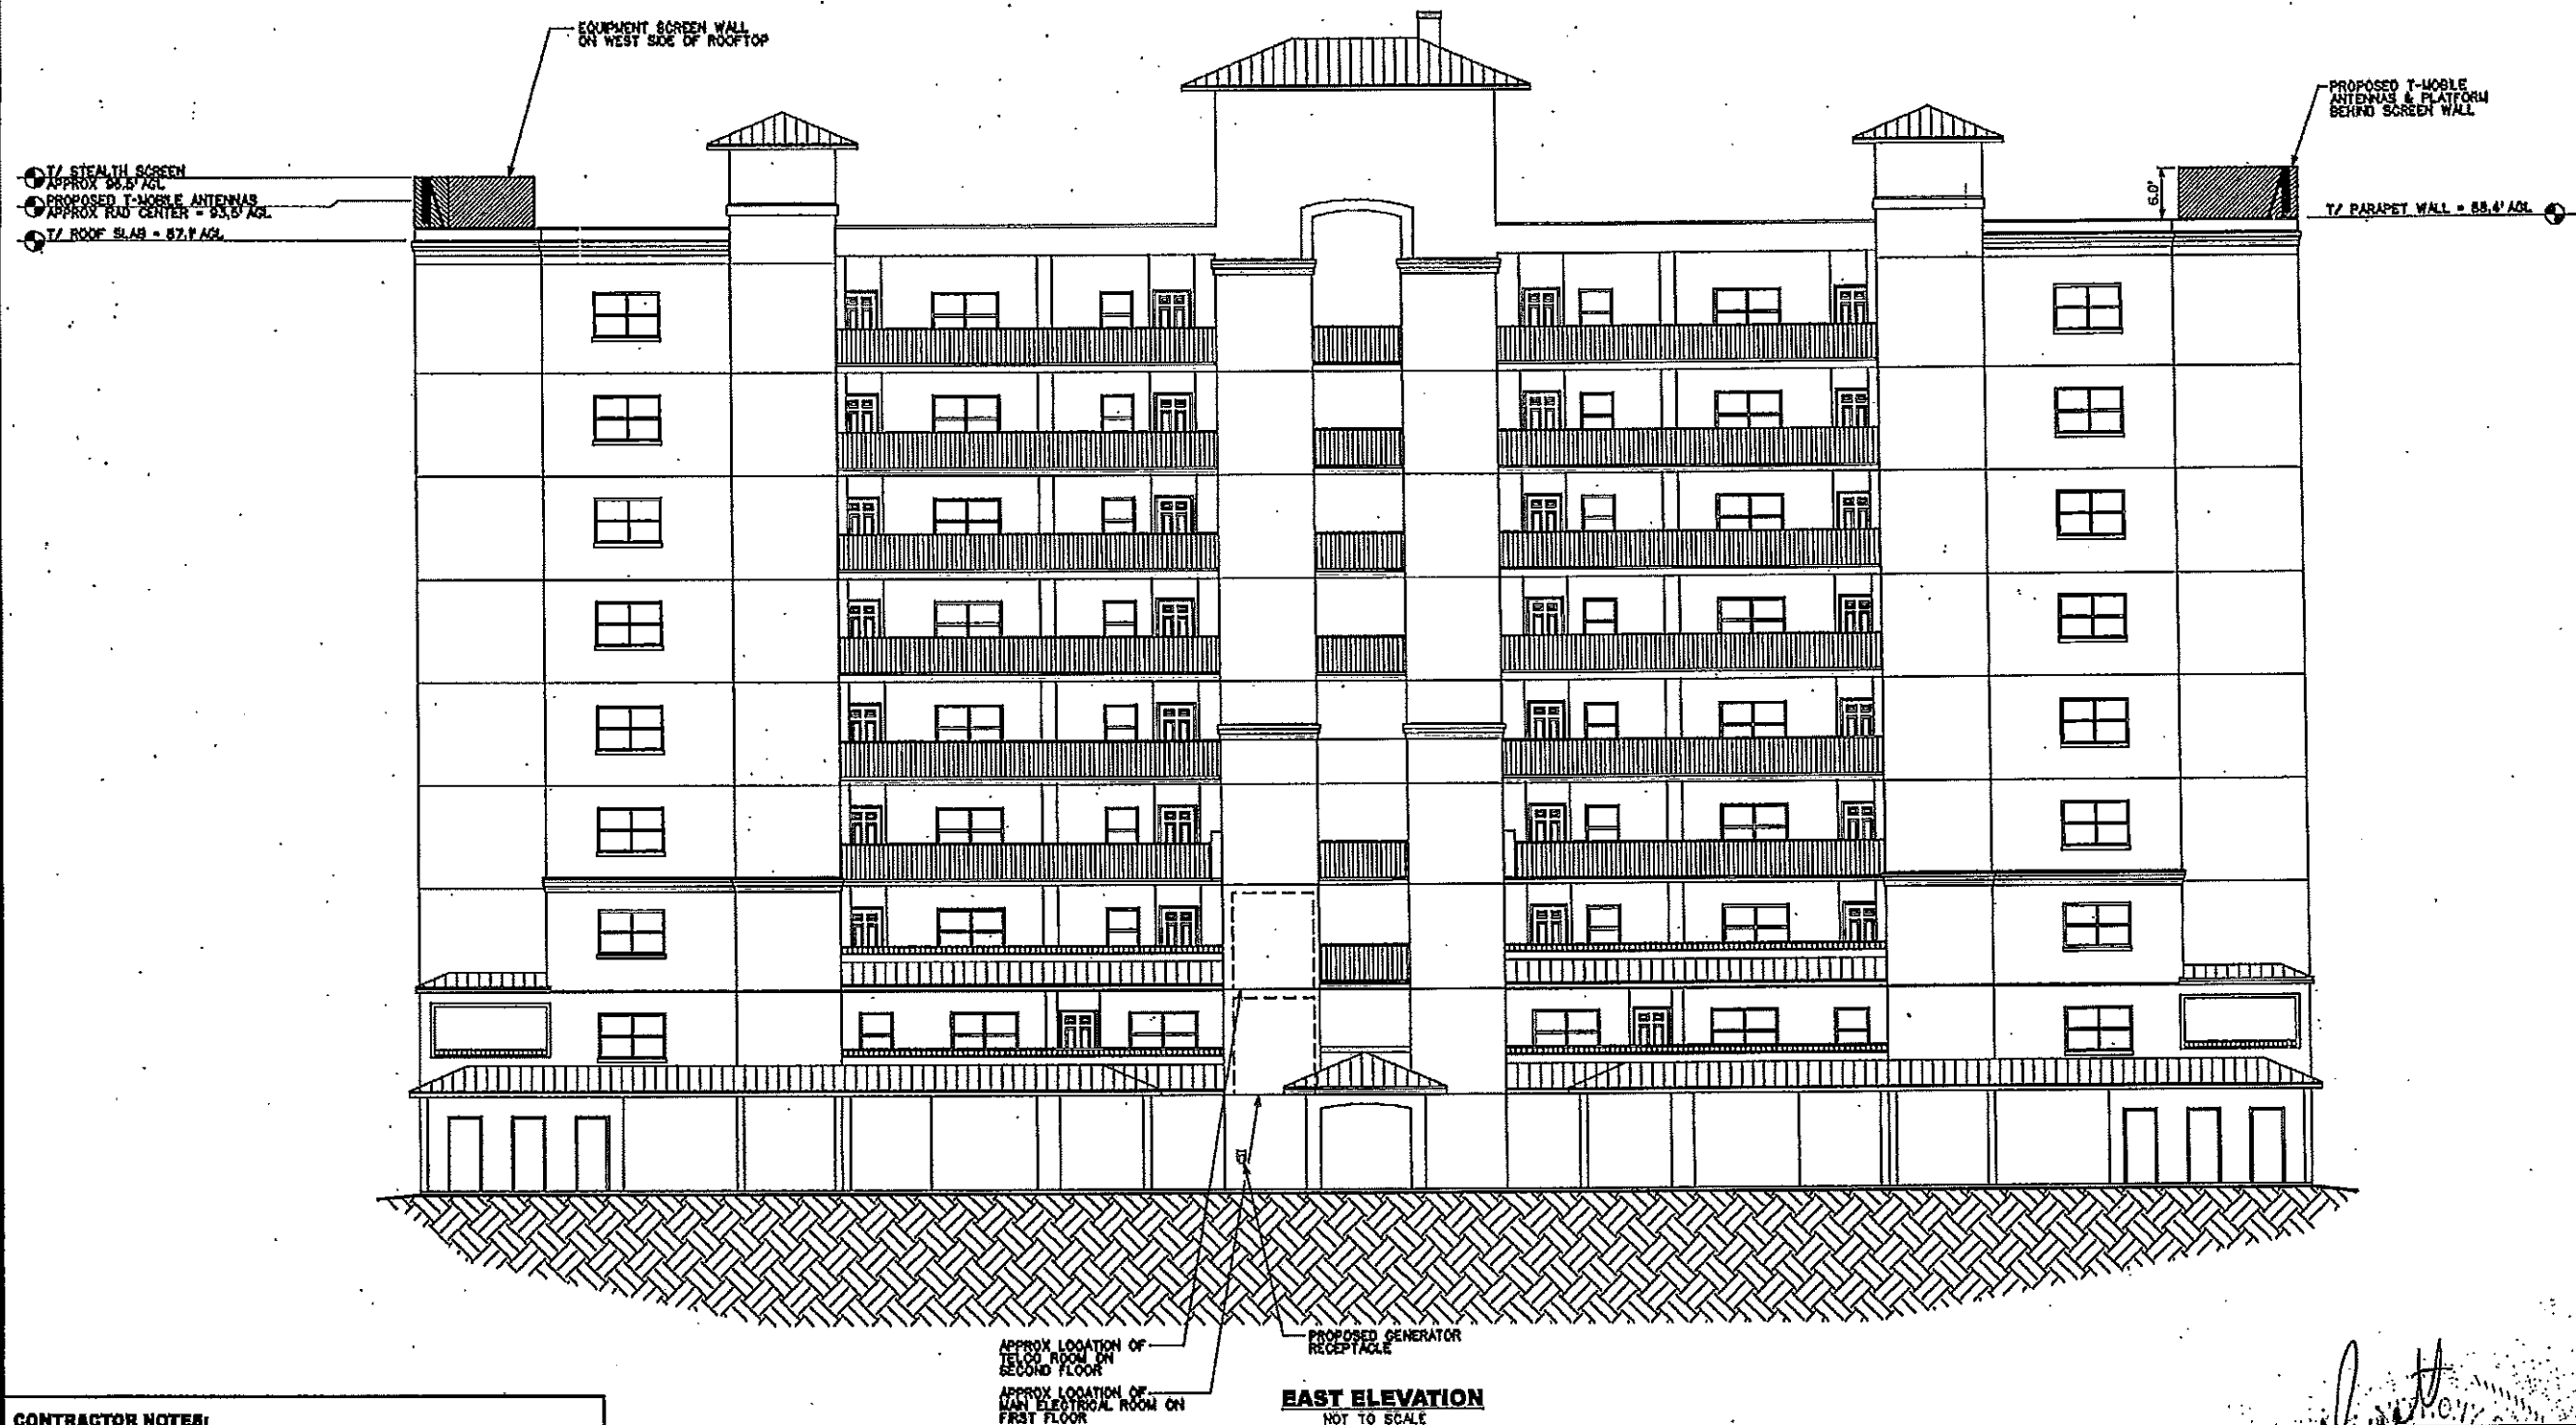 EQUIPMENT SCREEN WALL
ON WEST SIDE OF ROOFTOP
PROPOSED T-MOBILE
ANTENNAS & PLATFORM
BEHIND SCREEN WALL
T/ STEALTH SCREEN
APPROX 96.5' AGL
PROPOSED T-MOBILE ANTENNAS
APPROX RAD CENTER = 93.5' AGL
T/ ROOF SLAB = 87.1' AGL
6.0'
T/ PARAPET WALL = 88.4' AGL
APPROX LOCATION OF
TELCO ROOM ON
SECOND FLOOR
PROPOSED GENERATOR
RECEPTACLE
APPROX LOCATION OF
MAIN ELECTRICAL ROOM ON
FIRST FLOOR
EAST ELEVATION
NOT TO SCALE
CONTRACTOR NOTES: